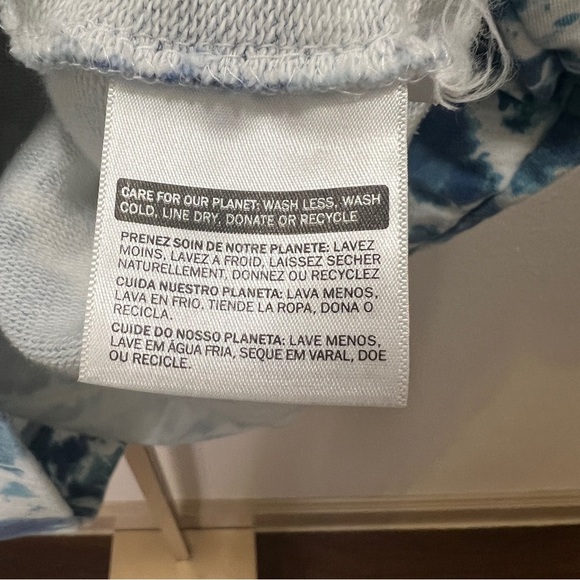 CARE FOR OUR PLANET: WASH LESS, WASH
COLD, LINE DRY, DONATE OR RECYCLE
PRENEZ SOIN DE NOTRE PLANETE: LAVEZ
MOINS, LAVEZ A FROID, LAISSEZ SECHER
NATURELLEMENT, DONNEZ OU RECYCLEZ
CUIDA NUESTRO PLANETA: LAVA MENOS,
LAVA EN FRIO, TIENDE LA ROPA, DONA O
RECICLA.
CUIDE DO NOSSO PLANETA: LAVE MENOS,
LAVE EM ÁGUA FRIA, SEQUE EM VARAL, DOE
OU RECICLE.